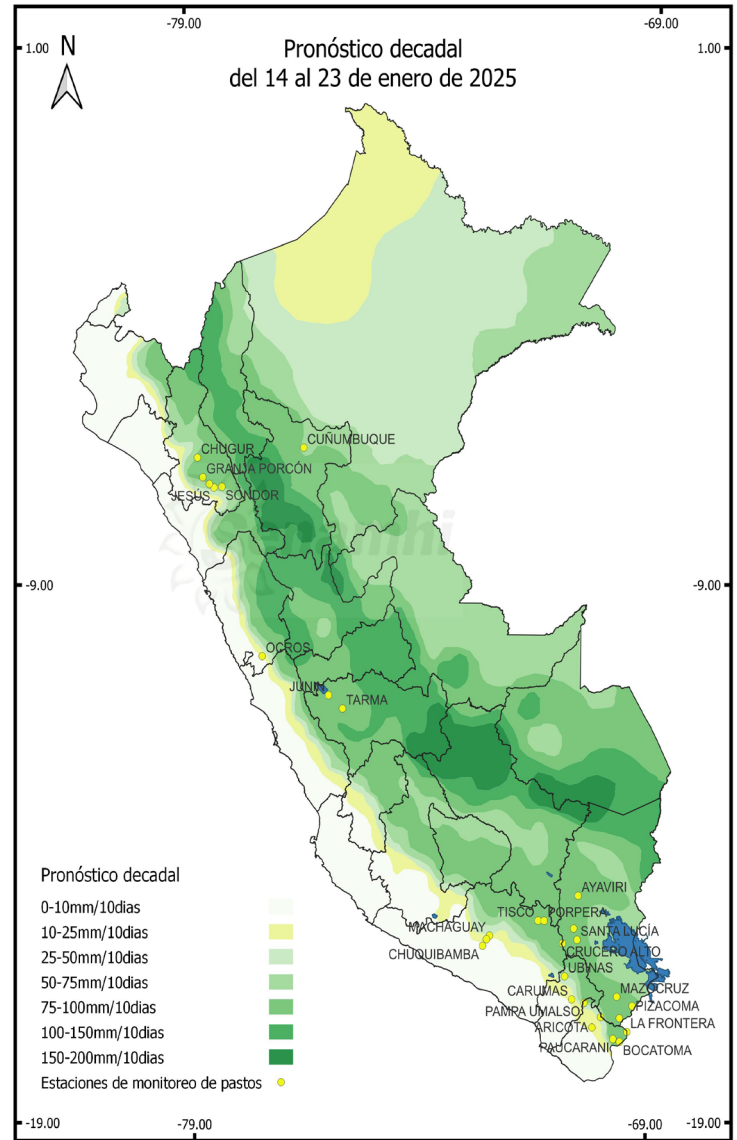 -79.00
-69.00
1.00
N
Pronóstico decadal
1.00
del 14 al 23 de enero de 2025
CUÑUMBUQUE
CHUGUR
GRANJA PORCÓN
JESÚS
SONDOR
senamhi
-9.00
-9.00
OCROS
JUNIN
TARMA
Pronóstico decadal
0-10mm/10dias
10-25mm/10dias
25-50mm/10dias
50-75mm/10dias
75-100mm/10dias
100-150mm/10dias
150-200mm/10dias
Estaciones de monitoreo de pastos
AYAVIRI
TISCO
PORPERA
MACHAGUAY
SANTA LUCÍA
CHUQUIBAMBA
CRUCERO ALTO
UBINAS
CARUMAS
MAZOCRUZ
PAMPA UMALSO
PIZACOMA
ARICOTA
LA FRONTERA
PAUCARANI
BOCATOMA
-19.00
-79.00
-69.00
-19.00